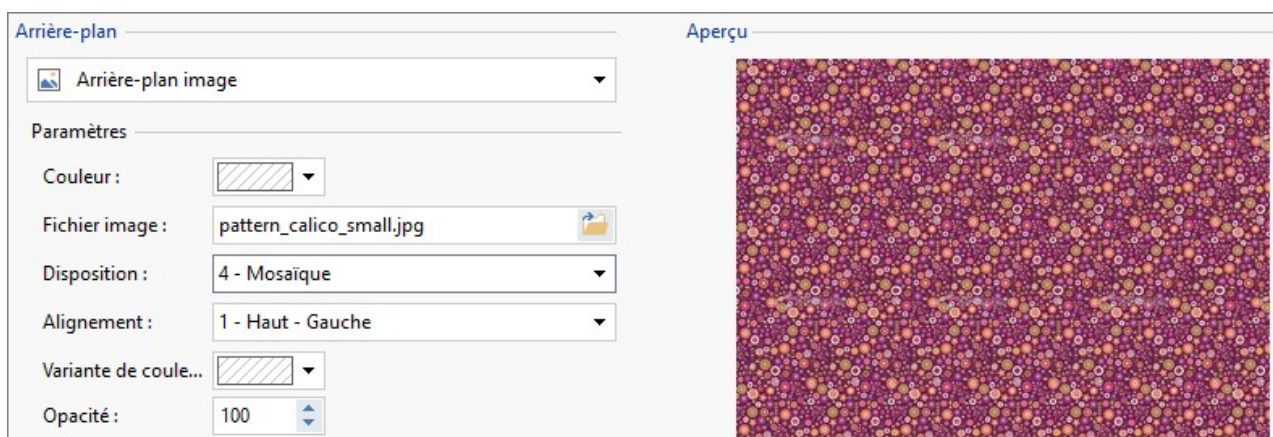 Arrière-plan
Arrière-plan image
Paramètres
Couleur :
Fichier image : pattern_calico_small.jpg
Disposition : 4 - Mosaïque
Alignement : 1 - Haut - Gauche
Variante de coule...
Opacité : 100
Aperçu